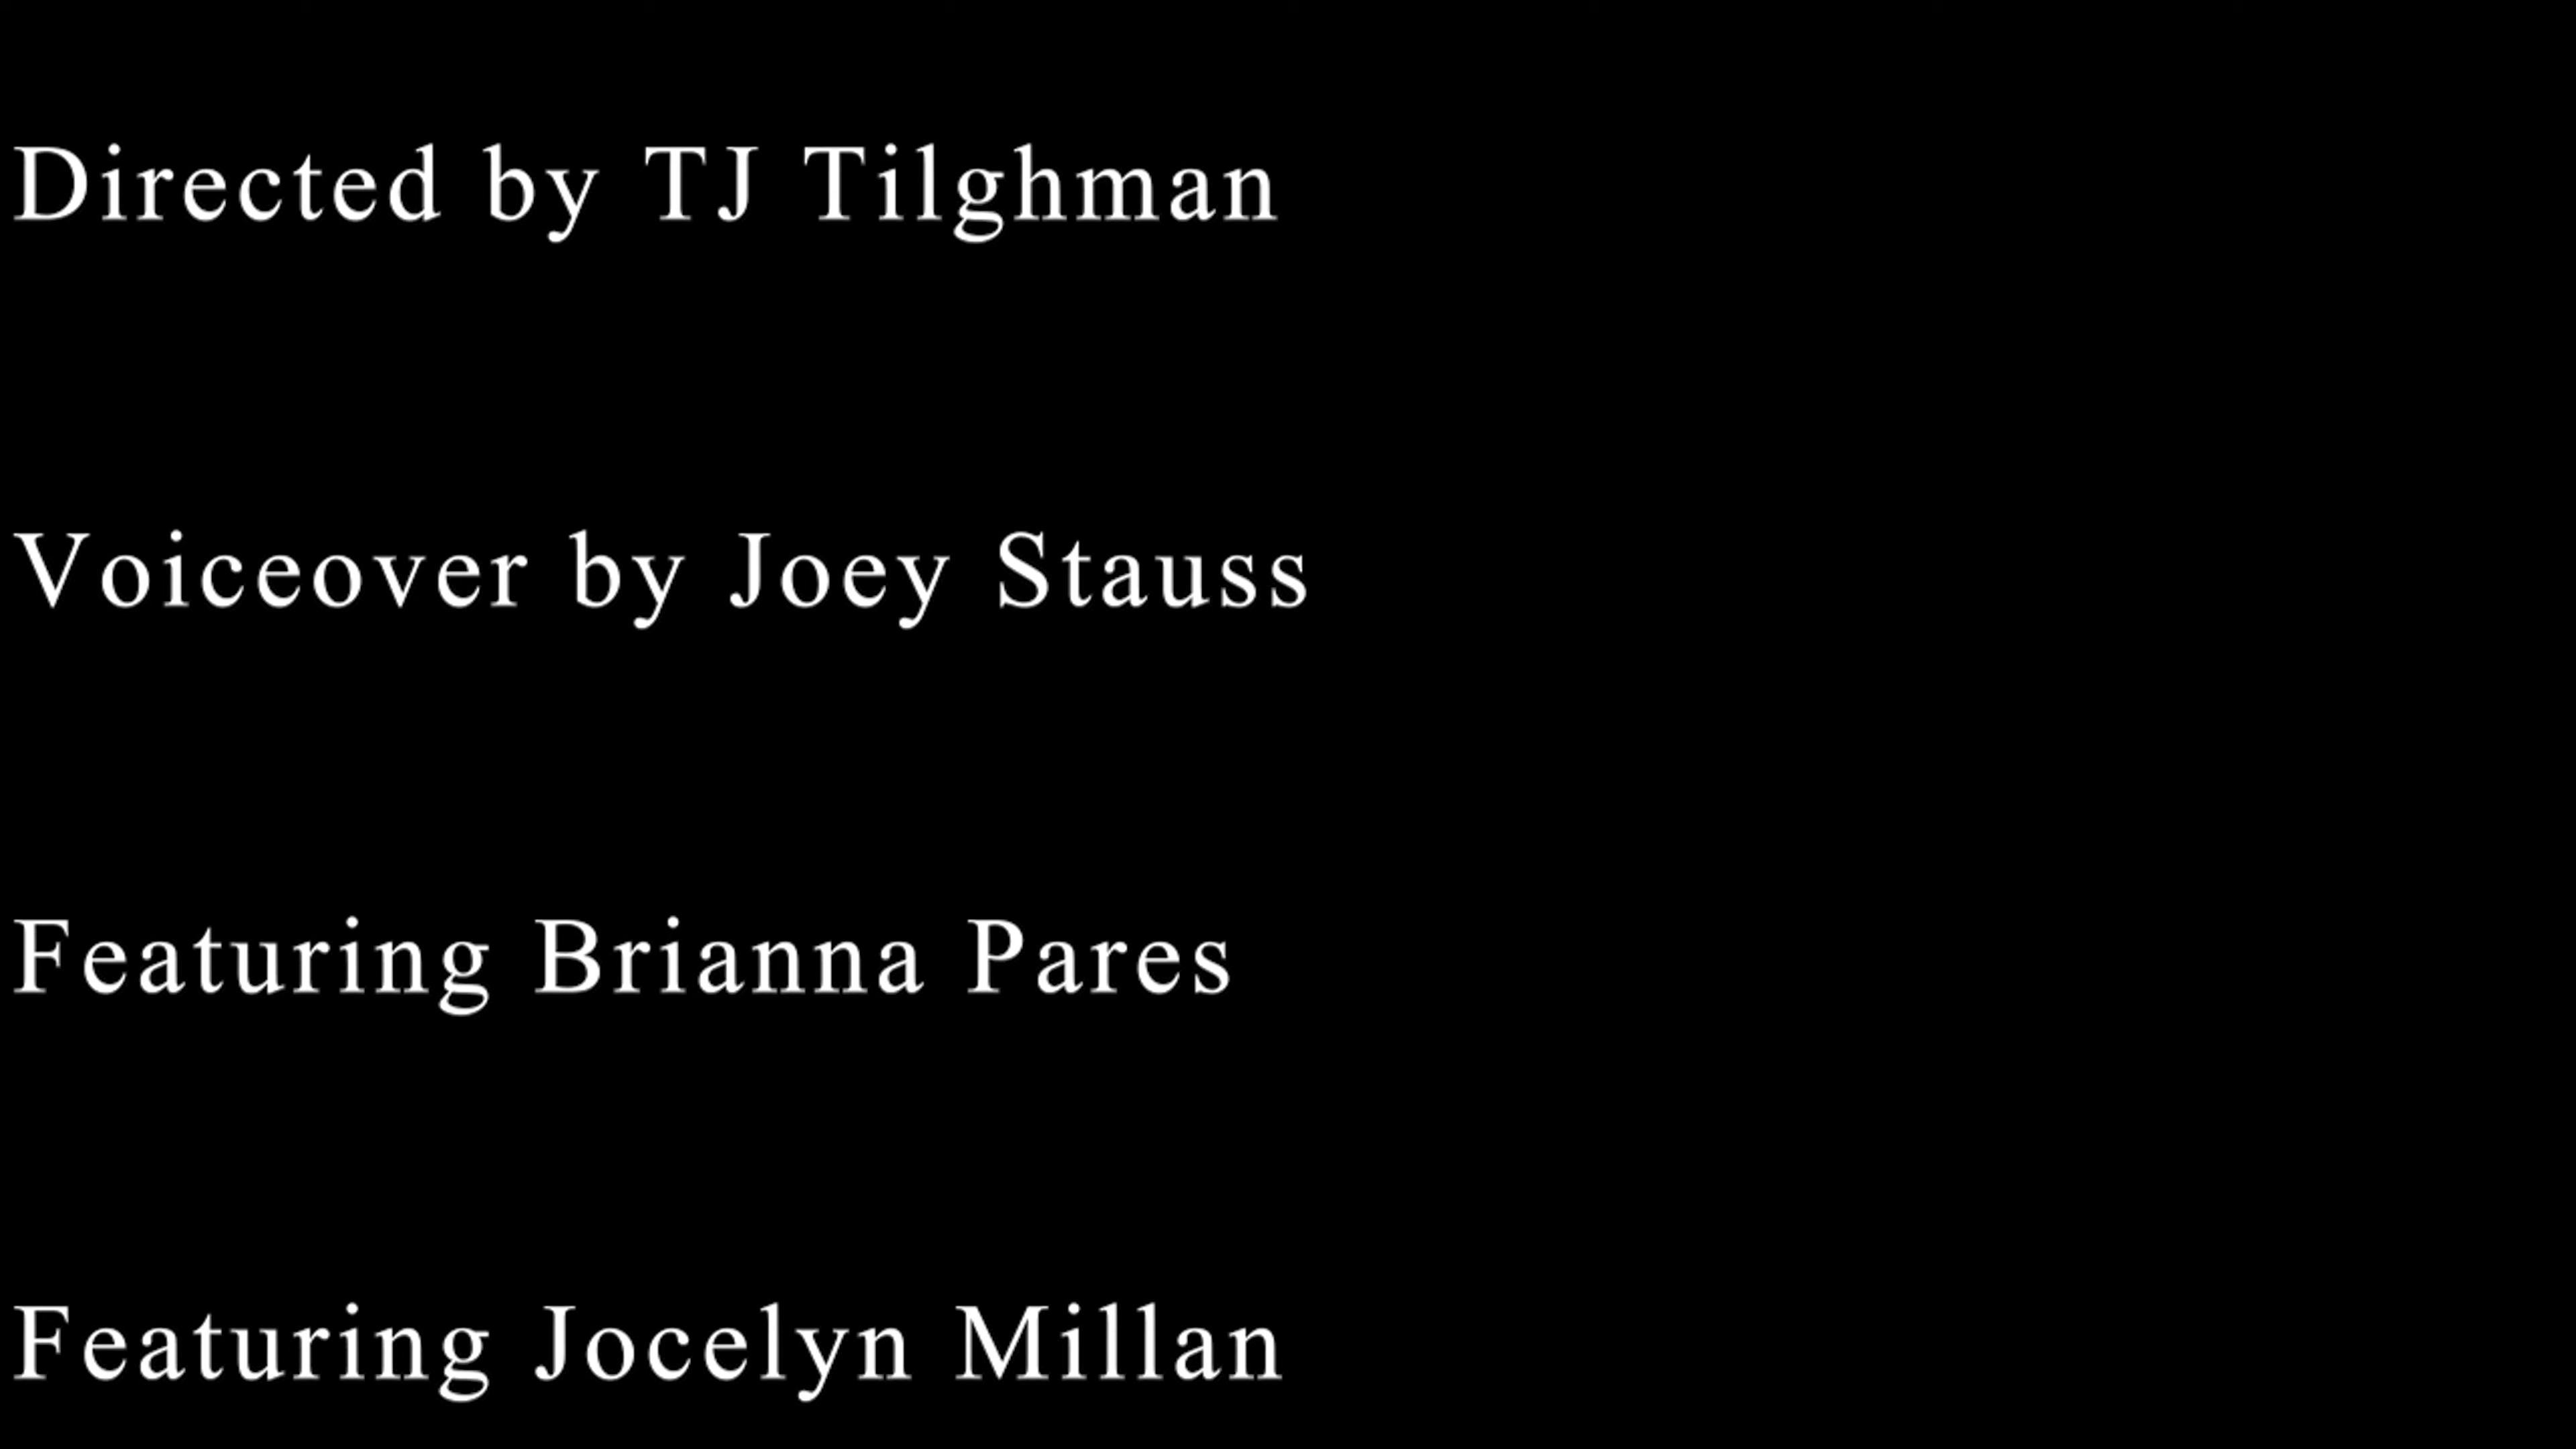 Directed by TJ Tilghman
Voiceover by Joey Stauss
Featuring Brianna Pares
Featuring Jocelyn Millan